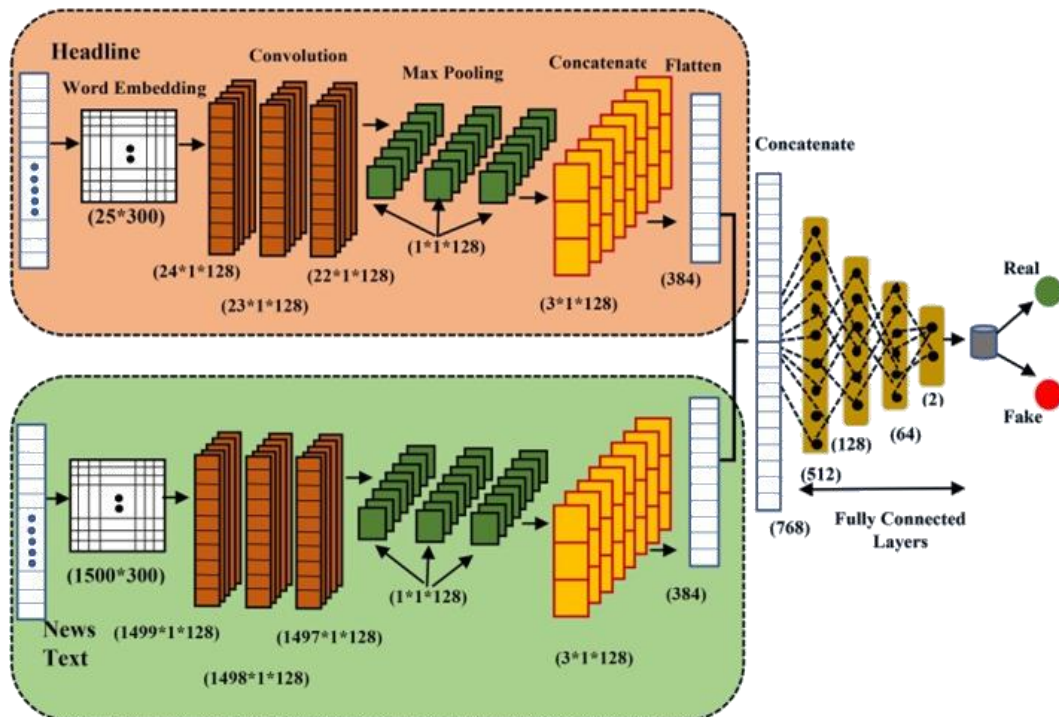 Headline
Word Embedding
Convolution
Max Pooling
Concatenate
Flatten
(25*300)
(24*1*128)
(23*1*128)
(22*1*128)
(1*1*128)
(3*1*128)
(384)
News
Text
(1500*300)
(1499*1*128)
(1498*1*128)
(1497*1*128)
(1*1*128)
(3*1*128)
(384)
Concatenate
(768)
(512)
(128)
(64)
(2)
Fully Connected
Layers
Real
Fake